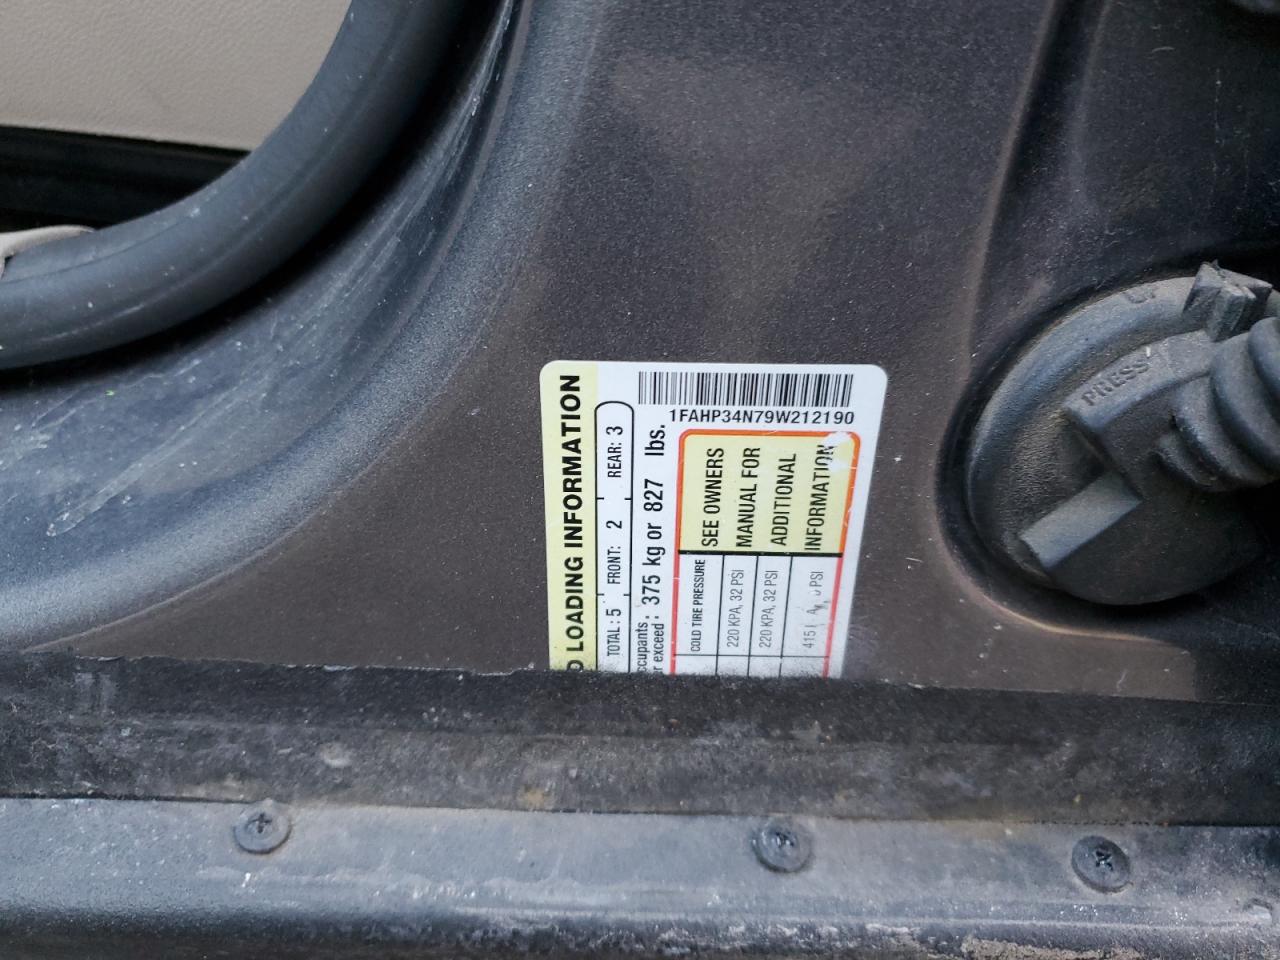 1FAHP34N79W212190
LOADING INFORMATION
TOTAL: 5 FRONT: 2 REAR: 3
375 kg or 827 lbs.
exceed:
COLD TIRE PRESSURE
220 KPA, 32 PSI
220 KPA, 32 PSI
PSI
SEE OWNERS
MANUAL FOR
ADDITIONAL
INFORMATION
PRESS